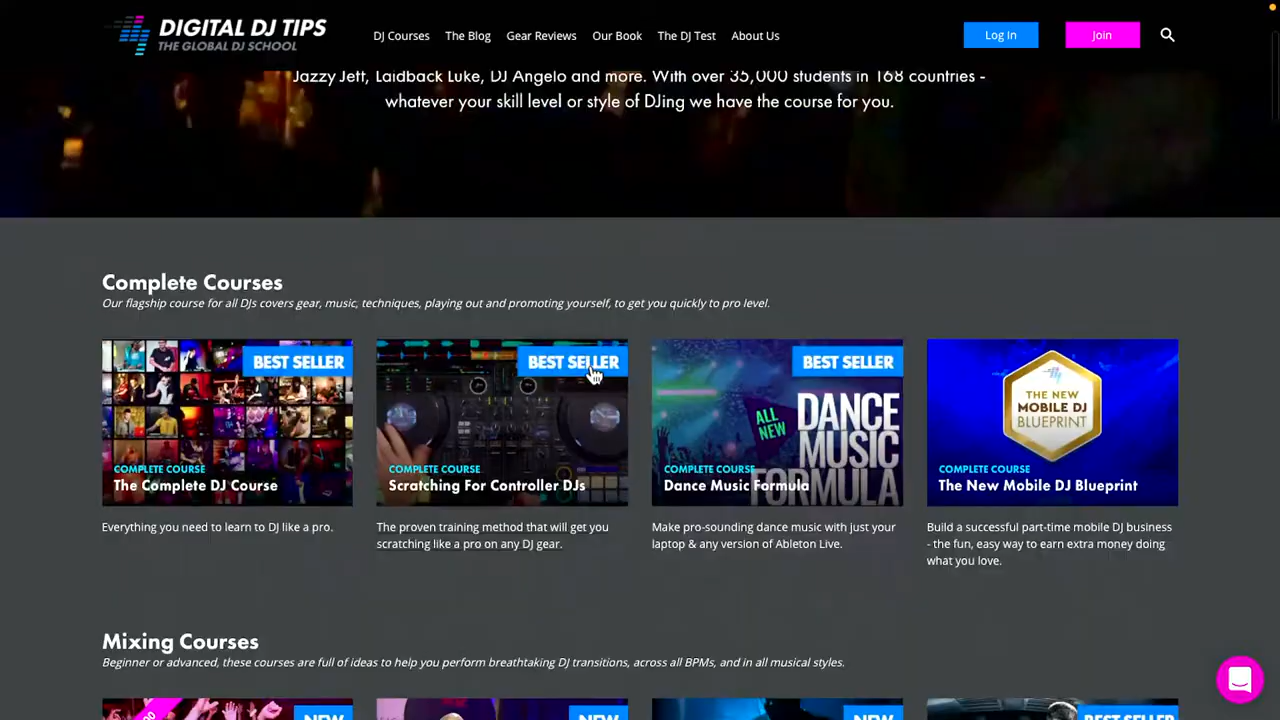 DIGITAL DJ TIPS
THE GLOBAL DJ SCHOOL
DJ Courses The Blog Gear Reviews Our Book The DJ Test About Us
Log In
Join
Jazzy Jeff, Laidback Luke, DJ Angelo and more. With over 35,000 students in 168 countries -
whatever your skill level or style of DJing we have the course for you.
Complete Courses
Our flagship course for all DJs covers gear, music, techniques, playing out and promoting yourself, to get you quickly to pro level.
BEST SELLER
COMPLETE COURSE
The Complete DJ Course
Everything you need to learn to DJ like a pro.
BEST SELLER
COMPLETE COURSE
Scratching For Controller DJs
The proven training method that will get you
scratching like a pro on any DJ gear.
BEST SELLER
ALL
NEW
DANCE
MUSIC
FORMULA
COMPLETE COURSE
Dance Music Formula
Make pro-sounding dance music with just your
laptop & any version of Ableton Live.
THE NEW
MOBILE DJ
BLUEPRINT
COMPLETE COURSE
The New Mobile DJ Blueprint
Build a successful part-time mobile DJ business
- the fun, easy way to earn extra money doing
what you love.
Mixing Courses
Beginner or advanced, these courses are full of ideas to help you perform breathtaking DJ transitions, across all BPMs, and in all musical styles.
NEW
NEW
NEW
BEST SELLER